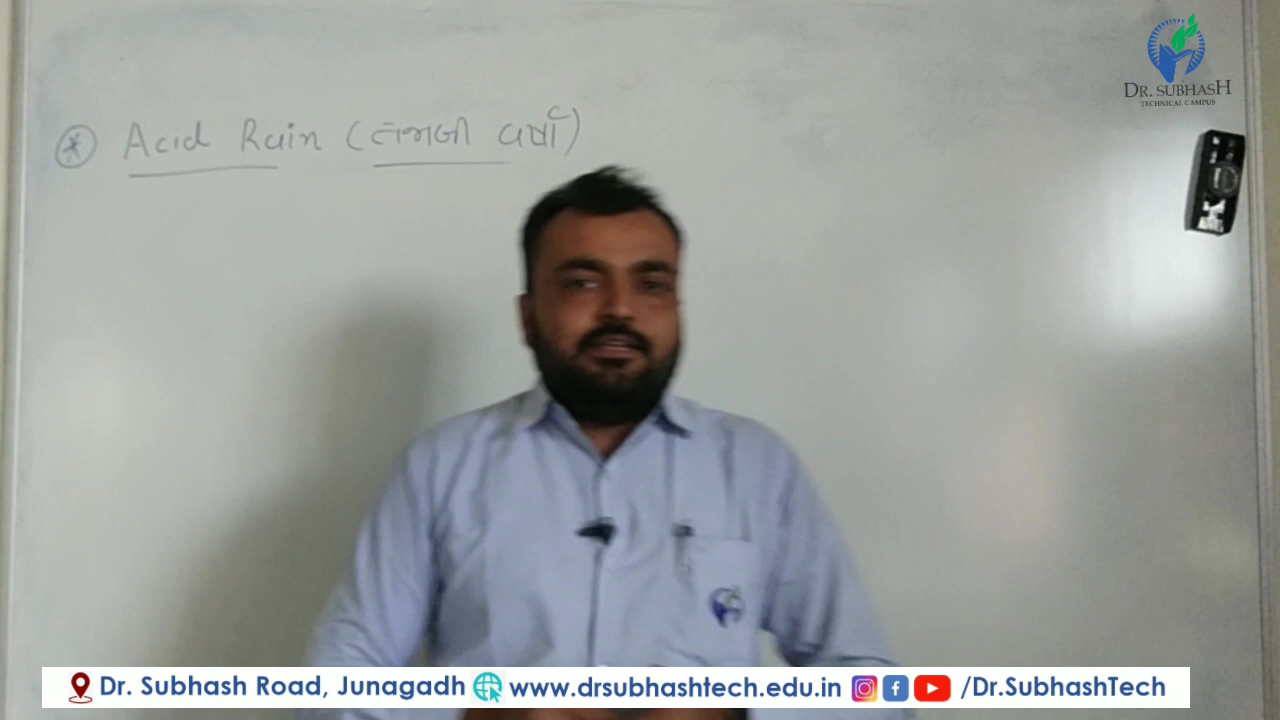 DR. SUBHASH
TECHNICAL CAMPUS
* Acid Rain (તેજાબી વર્ષા)
Dr. Subhash Road, Junagadh www.drsubhashtech.edu.in /Dr.SubhashTech